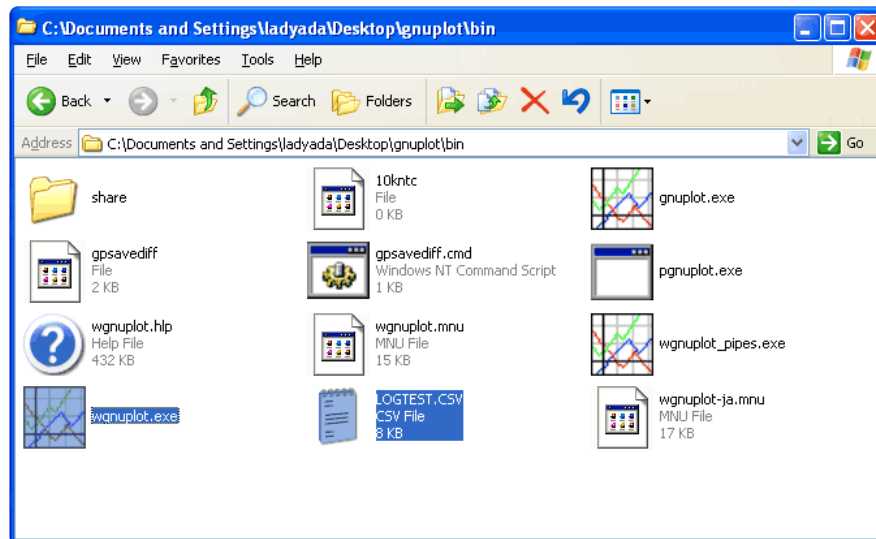 C:\Documents and Settings\ladyada\Desktop\gnuplot\bin
File Edit View Favorites Tools Help
Back Search Folders
Address C:\Documents and Settings\ladyada\Desktop\gnuplot\bin Go
share
10kntc
File
0 KB
gnuplot.exe
gpsavediff
File
2 KB
gpsavediff.cmd
Windows NT Command Script
1 KB
pgnuplot.exe
wgnuplot.hlp
Help File
432 KB
wgnuplot.mnu
MNU File
15 KB
wgnuplot_pipes.exe
wgnuplot.exe
LOGTEST.CSV
CSV File
8 KB
wgnuplot-ja.mnu
MNU File
17 KB